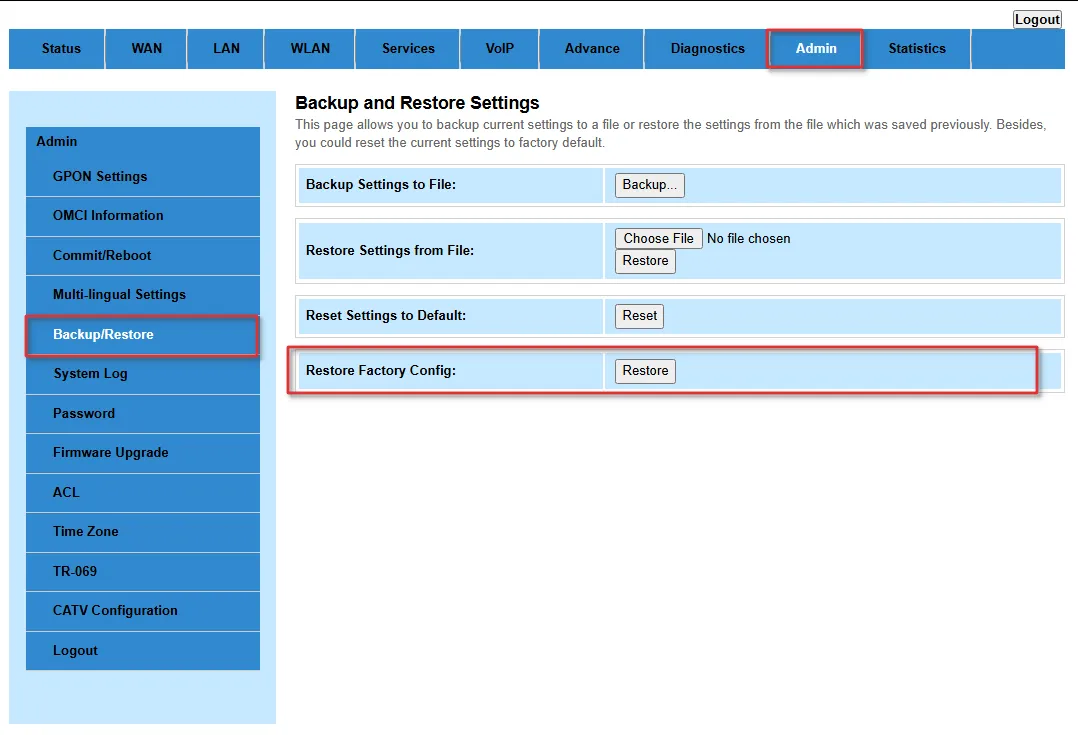 Logout
Status WAN LAN WLAN Services VoIP Advance Diagnostics Admin Statistics
Admin
GPON Settings
OMCI Information
Commit/Reboot
Multi-lingual Settings
Backup/Restore
System Log
Password
Firmware Upgrade
ACL
Time Zone
TR-069
CATV Configuration
Logout
Backup and Restore Settings
This page allows you to backup current settings to a file or restore the settings from the file which was saved previously. Besides,
you could reset the current settings to factory default.
Backup Settings to File: Backup...
Restore Settings from File: Choose File No file chosen
Restore
Reset Settings to Default: Reset
Restore Factory Config: Restore